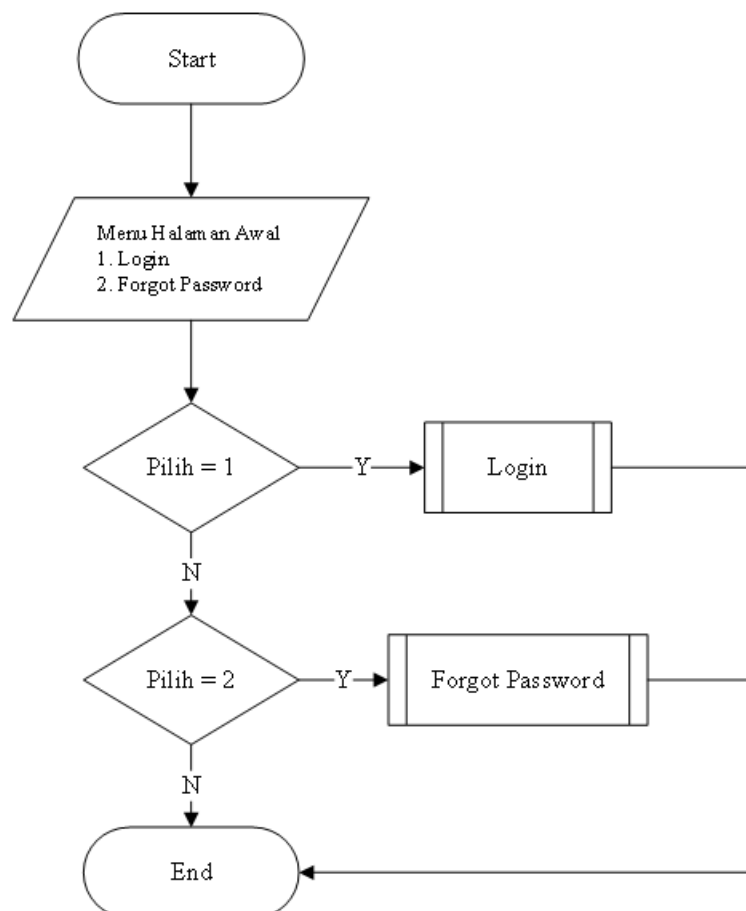 Start
Menu Halaman Awal
1. Login
2. Forgot Password
Pilih = 1
Y
Login
N
Pilih = 2
Y
Forgot Password
N
End